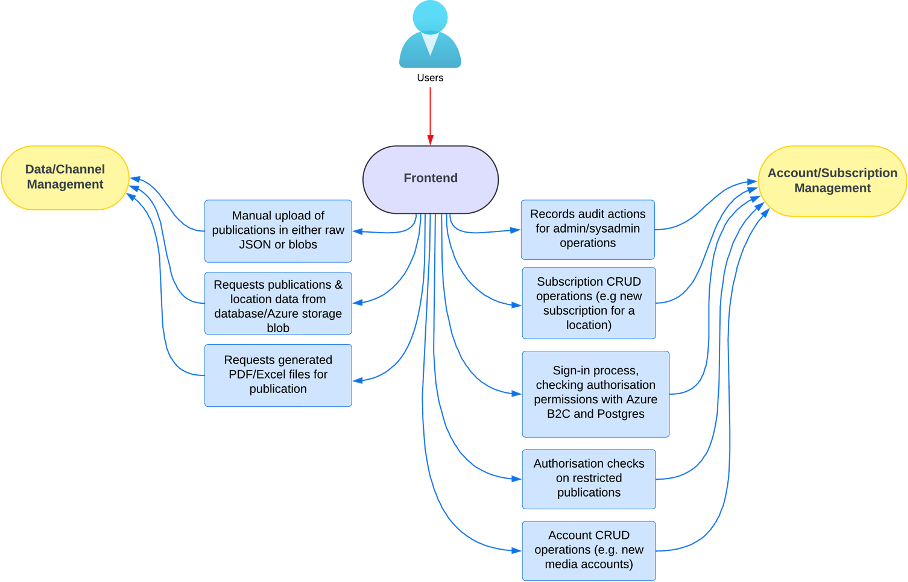 Users
Frontend
Data/Channel
Management
Account/Subscription
Management
Manual upload of
publications in either raw
JSON or blobs
Requests publications &
location data from
database/Azure storage
blob
Requests generated
PDF/Excel files for
publication
Records audit actions
for admin/sysadmin
operations
Subscription CRUD
operations (e.g new
subscription for a
location)
Sign-in process,
checking authorisation
permissions with Azure
B2C and Postgres
Authorisation checks
on restricted
publications
Account CRUD
operations (e.g. new
media accounts)